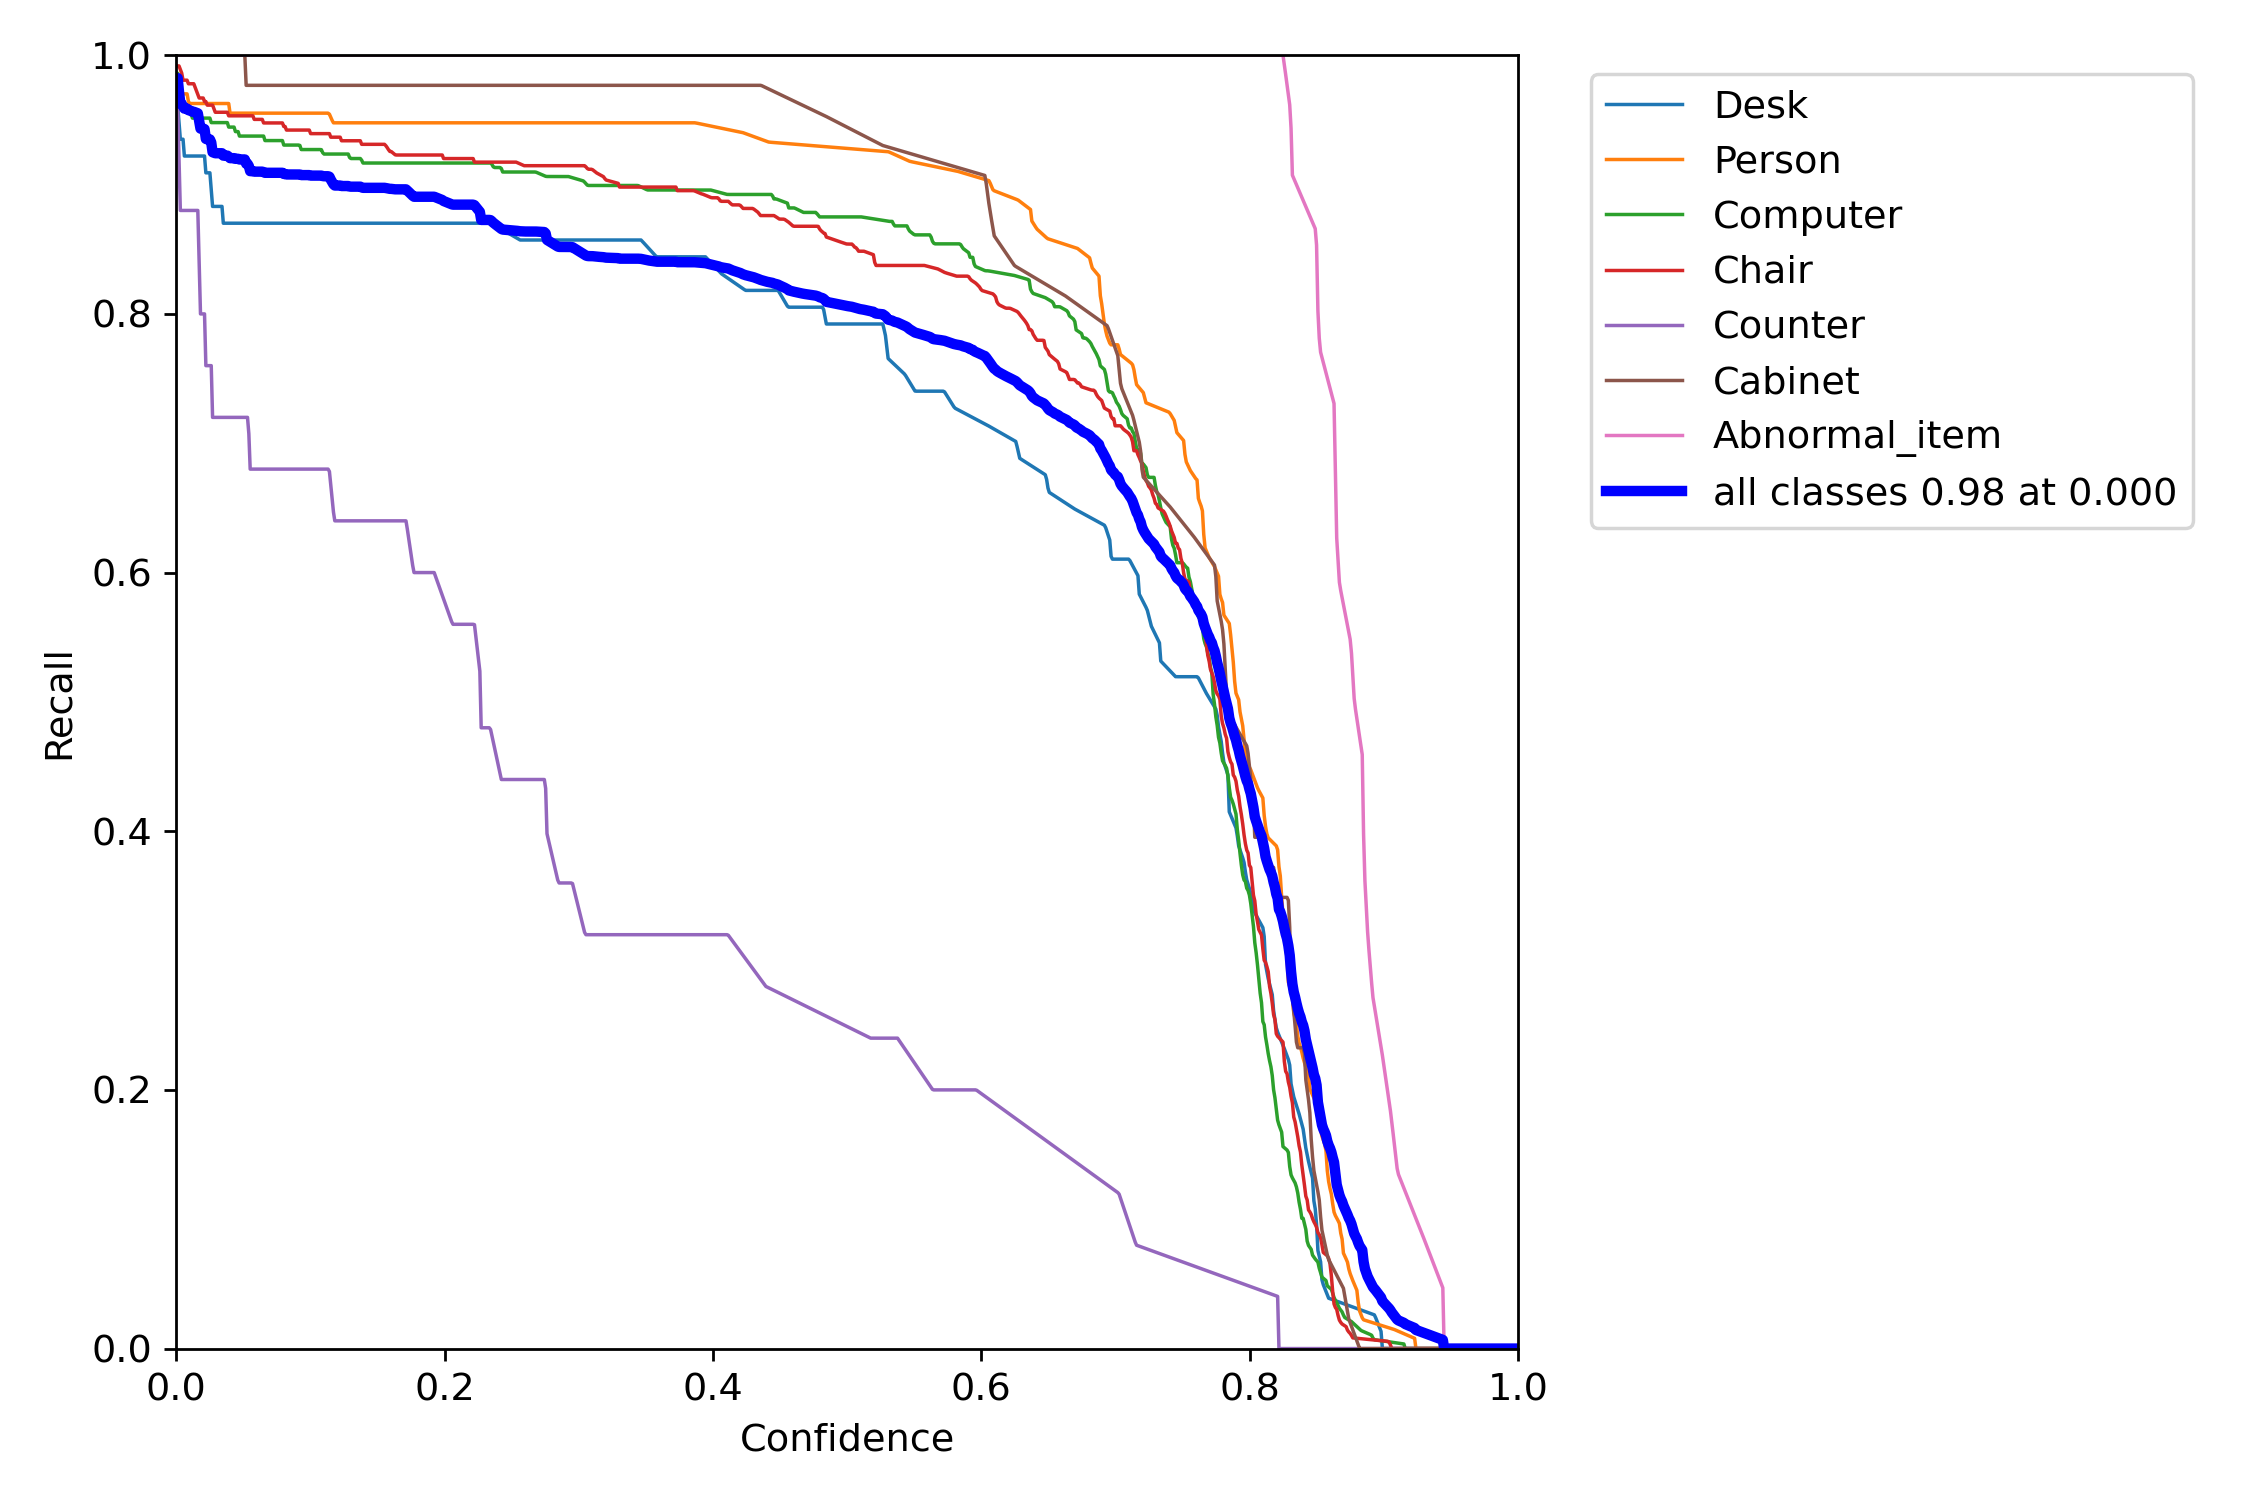 1.0
0.8
0.6
0.4
0.2
0.0
Recall
0.0 0.2 0.4 0.6 0.8 1.0
Confidence
Desk
Person
Computer
Chair
Counter
Cabinet
Abnormal_item
all classes 0.98 at 0.000